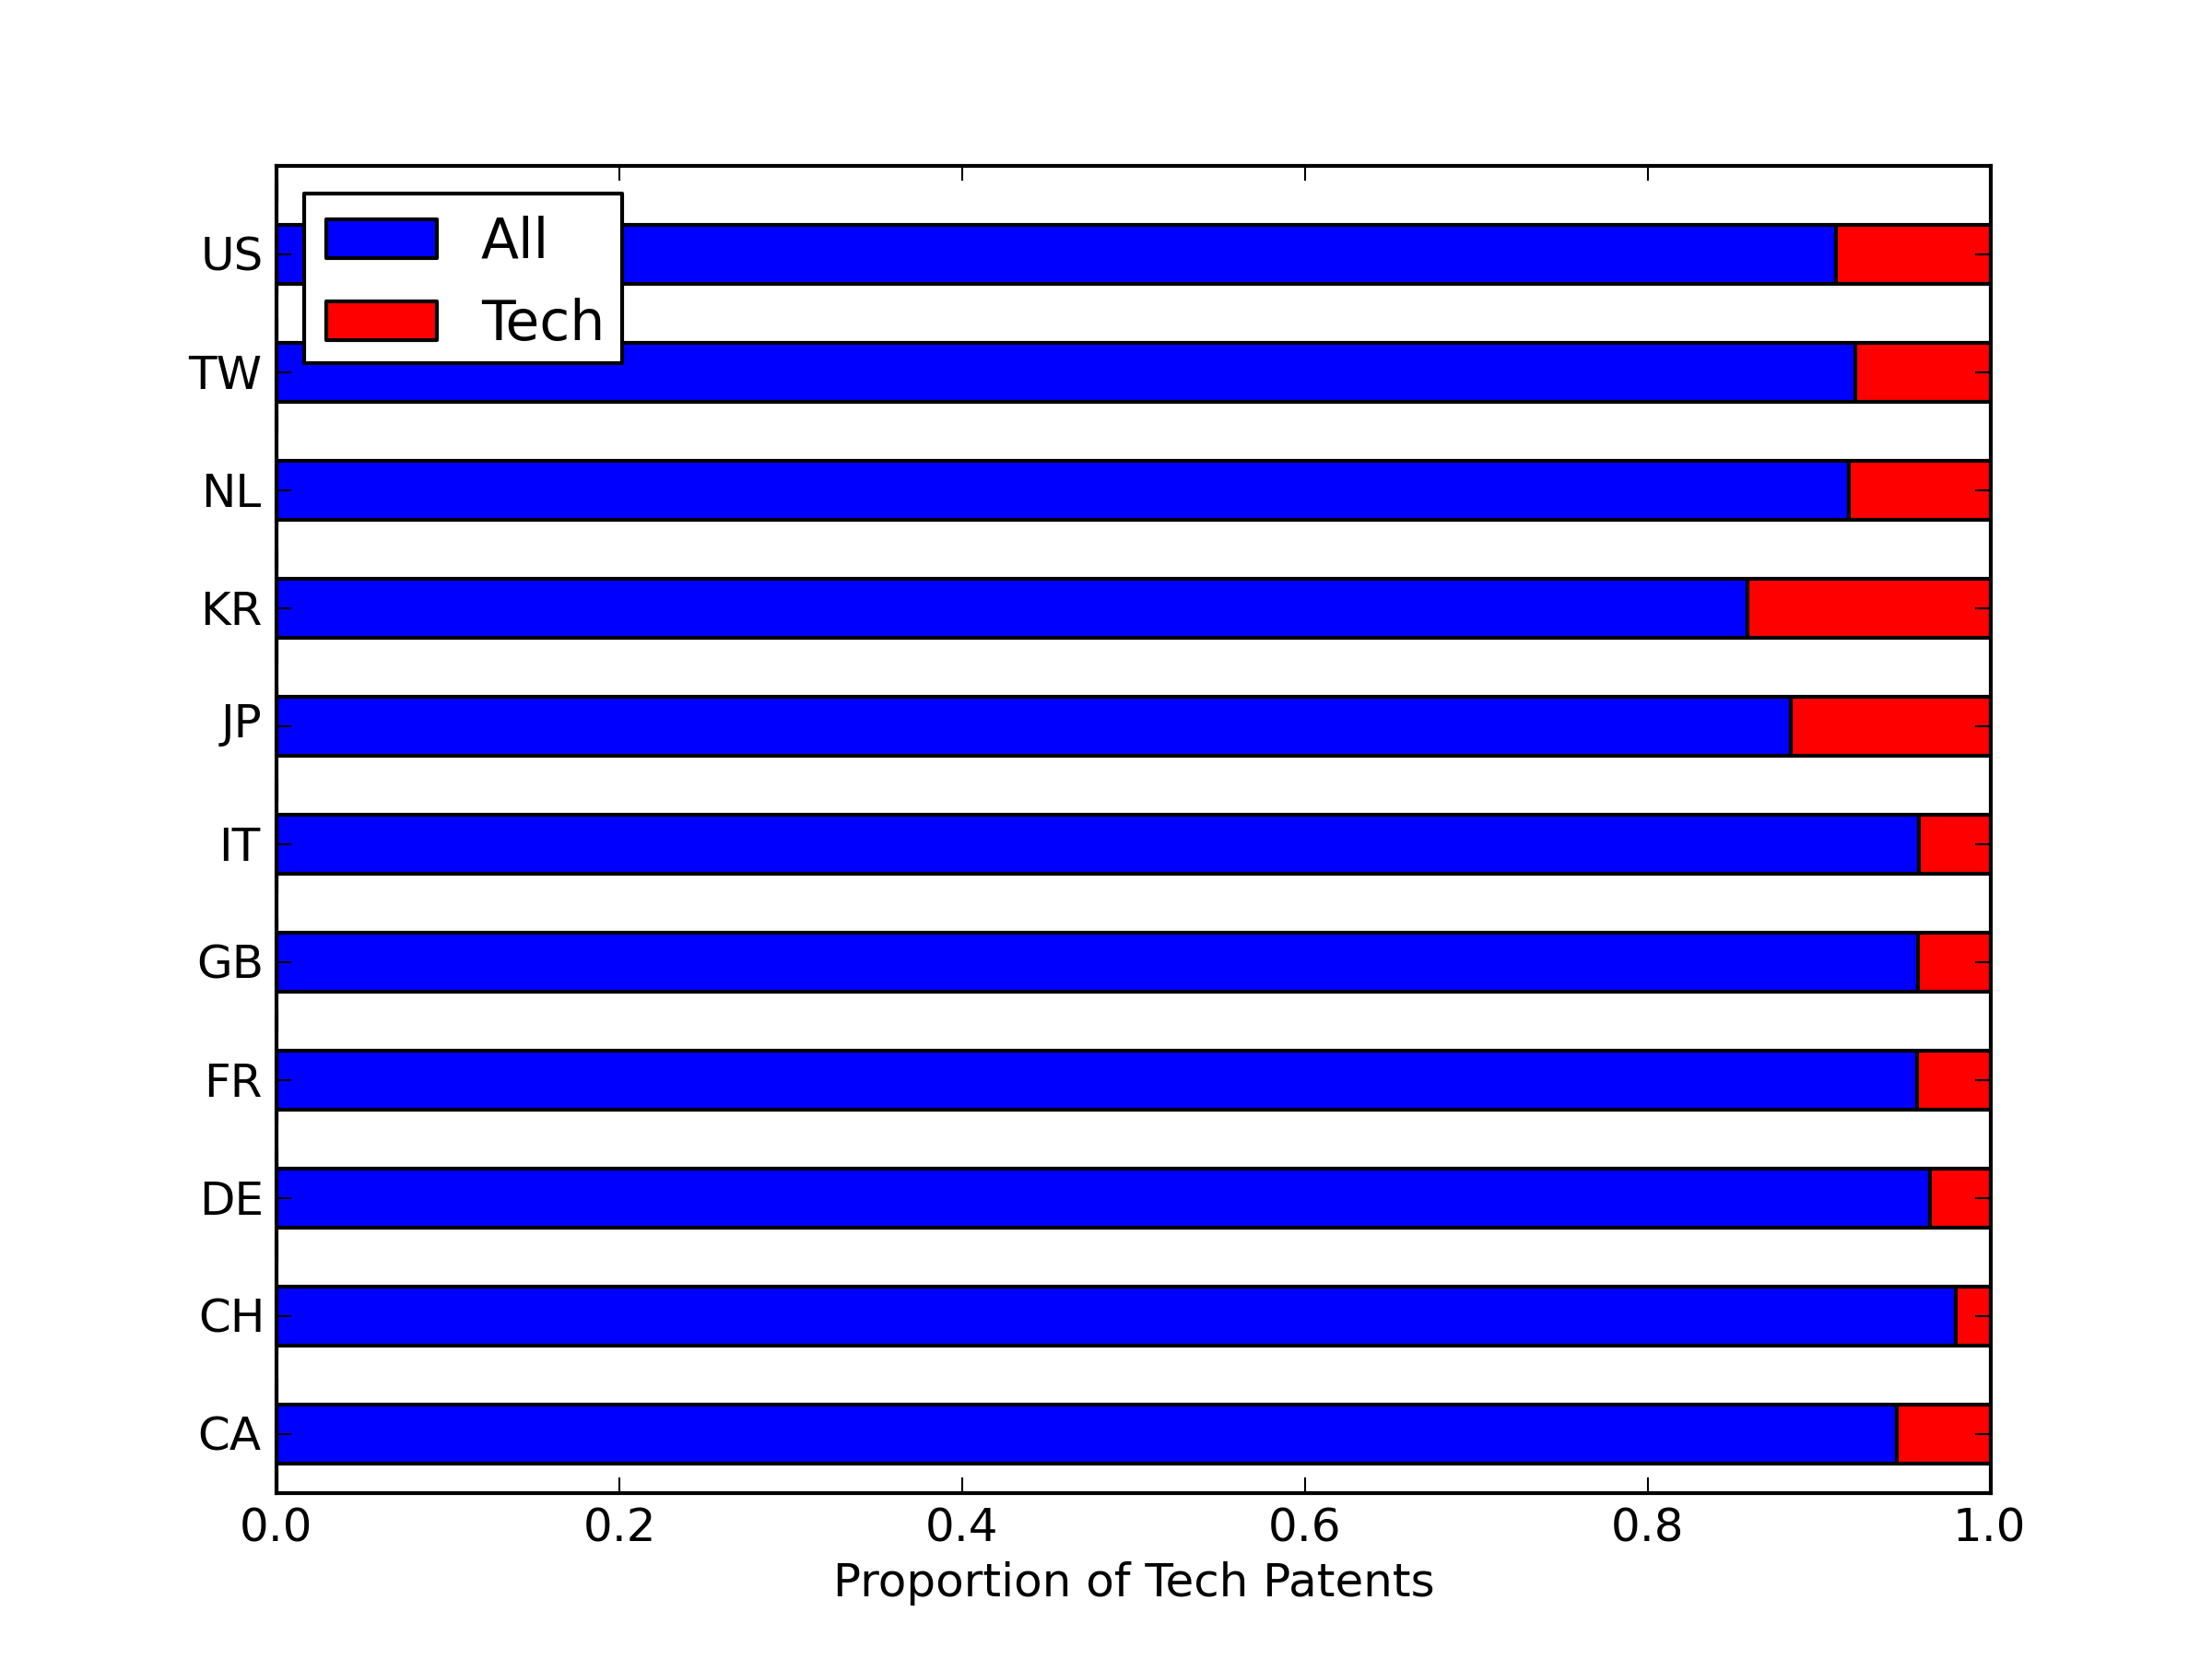 All
Tech
US
TW
NL
KR
JP
IT
GB
FR
DE
CH
CA
0.0 0.2 0.4 0.6 0.8 1.0
Proportion of Tech Patents